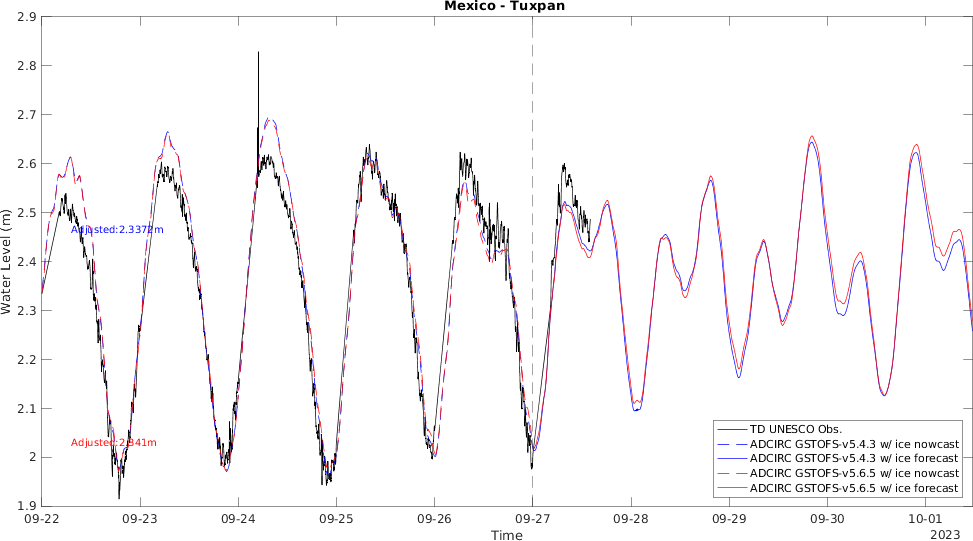 Mexico - Tuxpan
2.9
2.8
2.7
2.6
2.5
2.4
2.3
2.2
2.1
2
1.9
Water Level (m)
Adjusted:2.3372m
Adjusted:2.341m
TD UNESCO Obs.
ADCIRC GSTOFS-v5.4.3 w/ ice nowcast
ADCIRC GSTOFS-v5.4.3 w/ ice forecast
ADCIRC GSTOFS-v5.6.5 w/ ice nowcast
ADCIRC GSTOFS-v5.6.5 w/ ice forecast
09-22 09-23 09-24 09-25 09-26 09-27 09-28 09-29 09-30 10-01
Time
2023